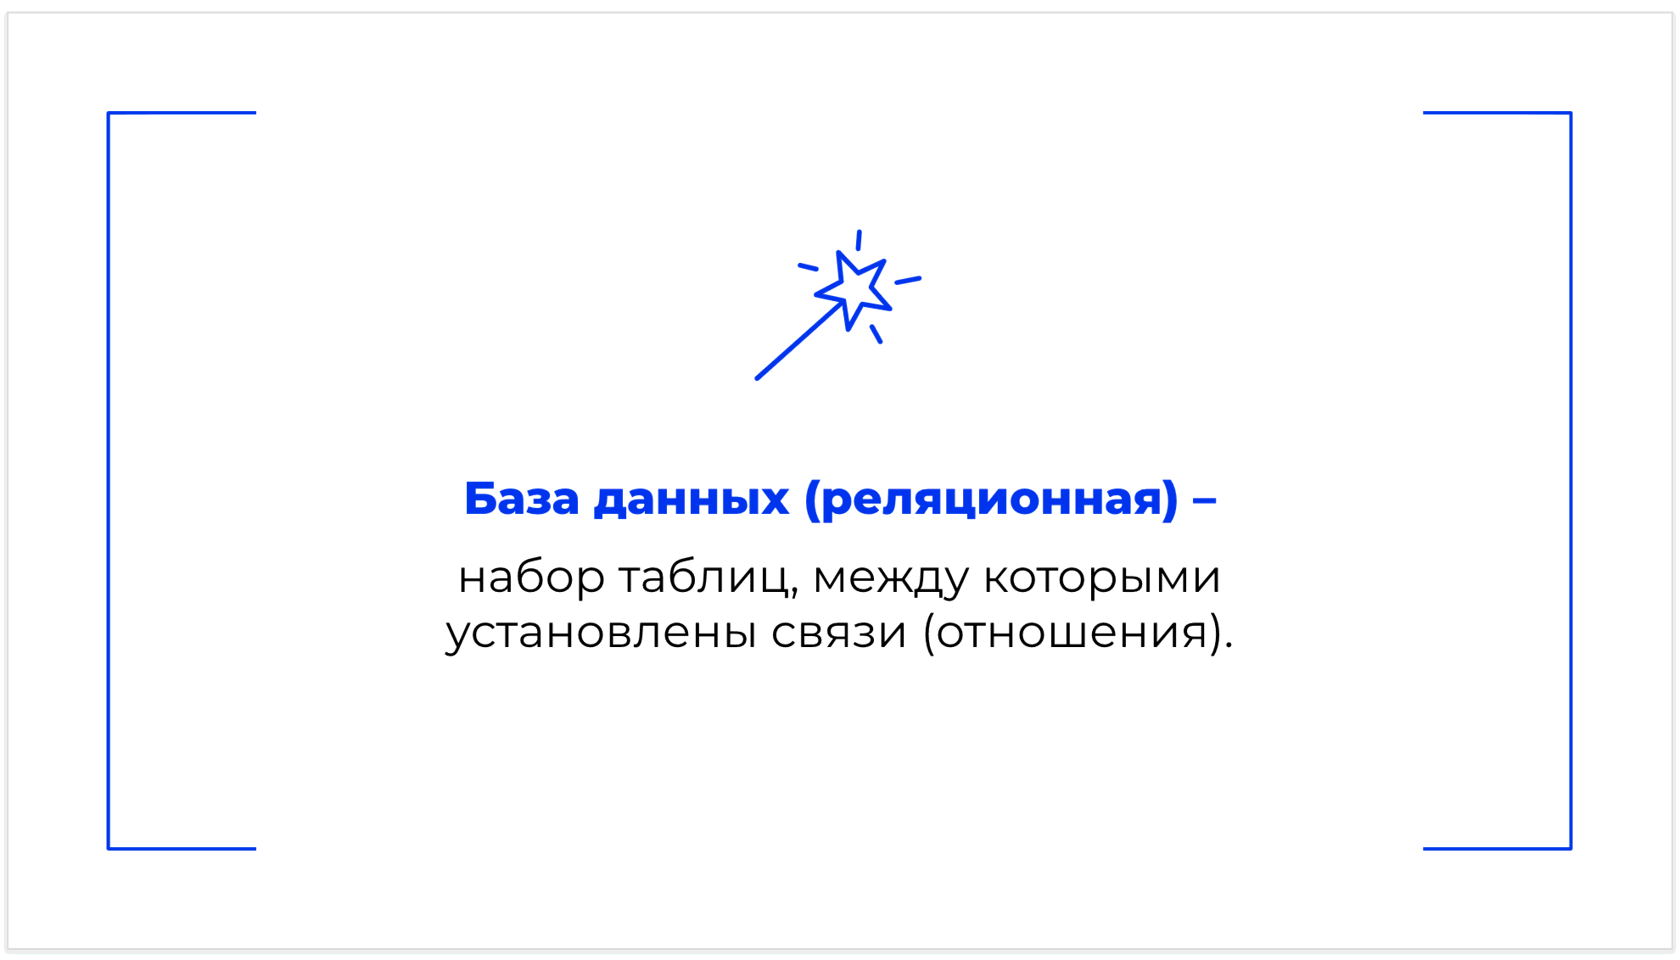 База данных (реляционная) –
набор таблиц, между которыми
установлены связи (отношения).